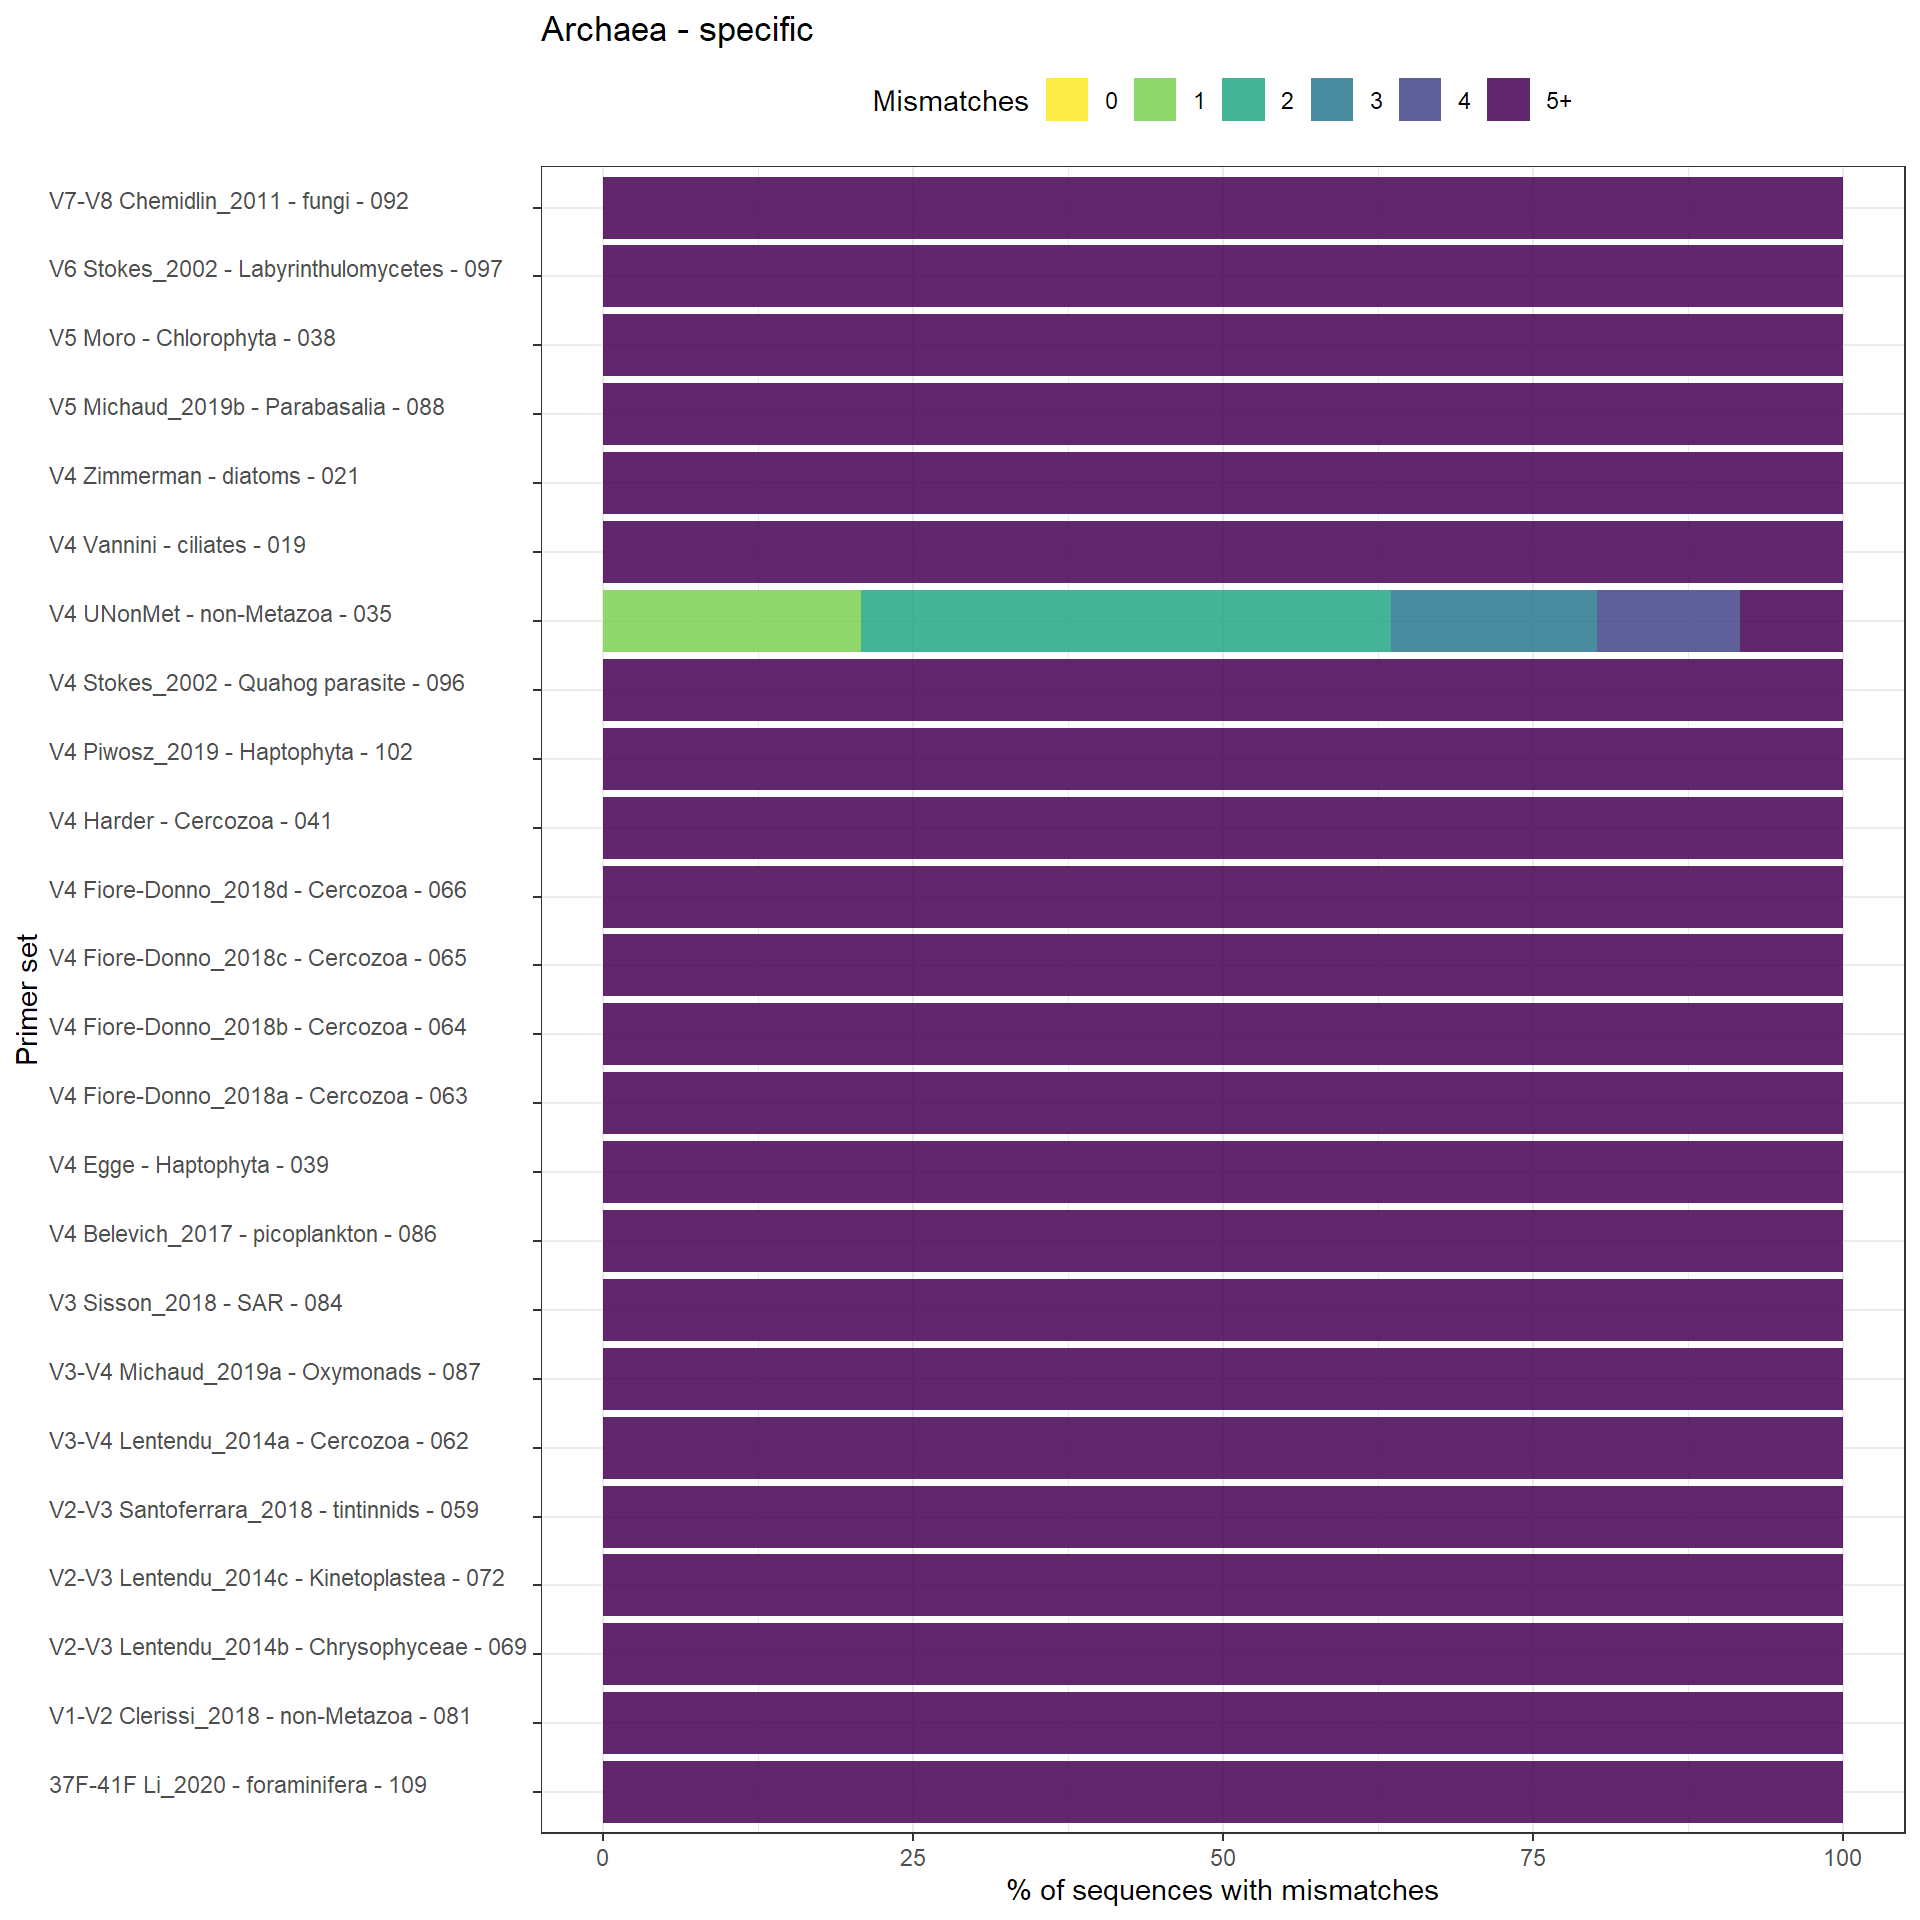 Archaea - specific
Mismatches 0 1 2 3 4 5+
V7-V8 Chemidlin_2011 - fungi - 092
V6 Stokes_2002 - Labyrinthulomycetes - 097
V5 Moro - Chlorophyta - 038
V5 Michaud_2019b - Parabasalia - 088
V4 Zimmerman - diatoms - 021
V4 Vannini - ciliates - 019
V4 UNonMet - non-Metazoa - 035
V4 Stokes_2002 - Quahog parasite - 096
V4 Piwosz_2019 - Haptophyta - 102
V4 Harder - Cercozoa - 041
V4 Fiore-Donno_2018d - Cercozoa - 066
V4 Fiore-Donno_2018c - Cercozoa - 065
V4 Fiore-Donno_2018b - Cercozoa - 064
V4 Fiore-Donno_2018a - Cercozoa - 063
V4 Egge - Haptophyta - 039
V4 Belevich_2017 - picoplankton - 086
V3 Sisson_2018 - SAR - 084
V3-V4 Michaud_2019a - Oxymonads - 087
V3-V4 Lentendu_2014a - Cercozoa - 062
V2-V3 Santoferrara_2018 - tintinnids - 059
V2-V3 Lentendu_2014c - Kinetoplastea - 072
V2-V3 Lentendu_2014b - Chrysophyceae - 069
V1-V2 Clerissi_2018 - non-Metazoa - 081
37F-41F Li_2020 - foraminifera - 109
Primer set
0 25 50 75 100
% of sequences with mismatches